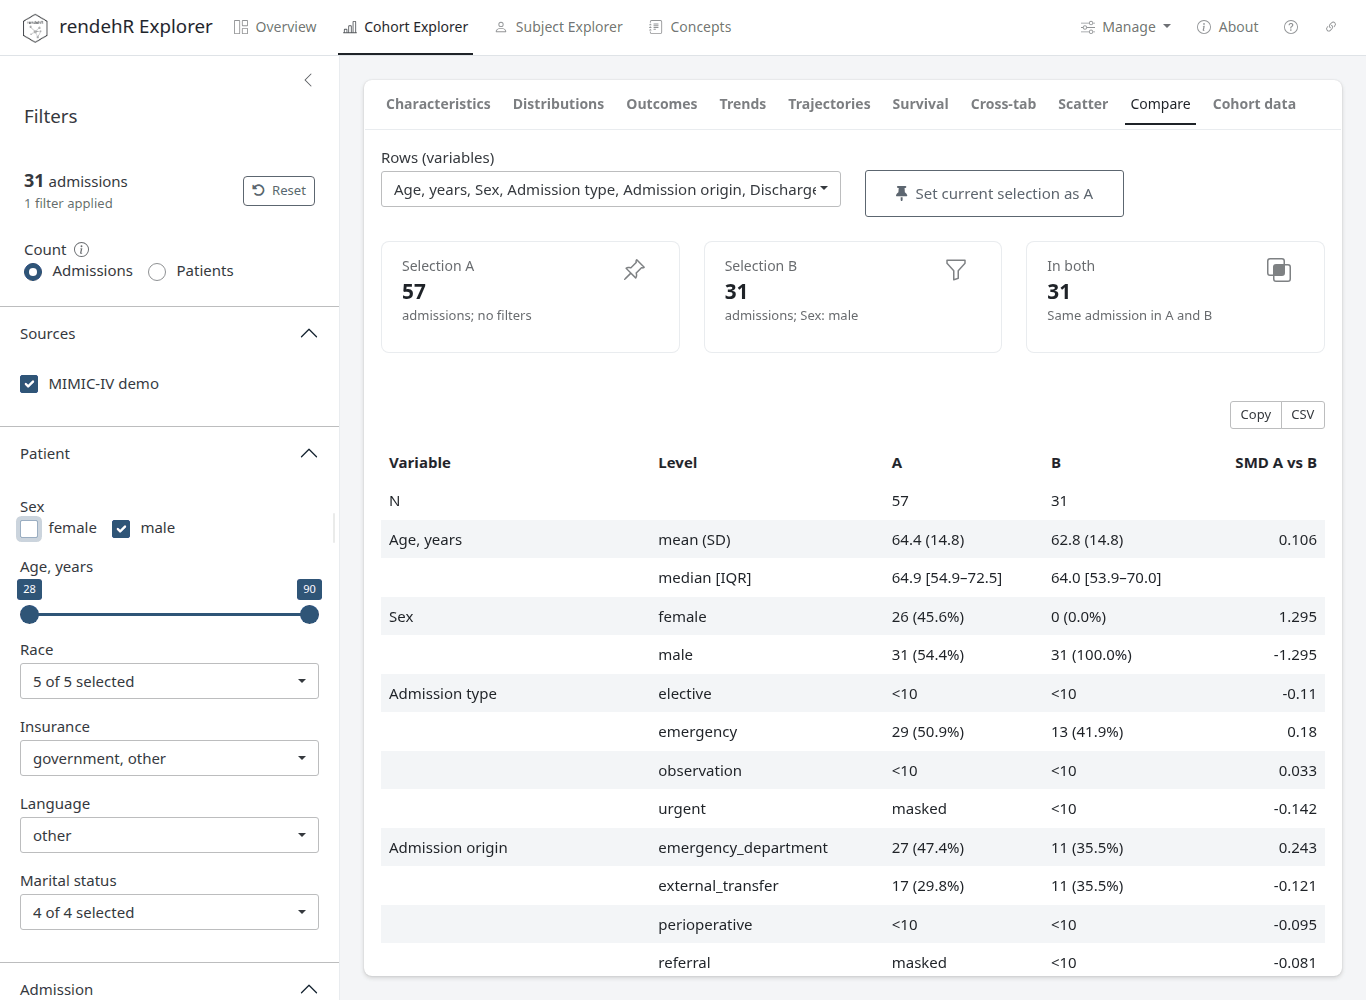 rendehR Explorer
Overview
Cohort Explorer
Subject Explorer
Concepts
Manage
About
Filters
31 admissions
1 filter applied
Reset
Count
Admissions
Patients
Sources
MIMIC-IV demo
Patient
Sex
female
male
Age, years
28
90
Race
5 of 5 selected
Insurance
government, other
Language
other
Marital status
4 of 4 selected
Admission
Characteristics
Distributions
Outcomes
Trends
Trajectories
Survival
Cross-tab
Scatter
Compare
Cohort data
Rows (variables)
Age, years, Sex, Admission type, Admission origin, Discharge
Set current selection as A
Selection A
57
admissions; no filters
Selection B
31
admissions; Sex: male
In both
31
Same admission in A and B
Copy
CSV
Variable Level A B SMD A vs B
N 57 31
Age, years mean (SD) 64.4 (14.8) 62.8 (14.8) 0.106
median [IQR] 64.9 [54.9–72.5] 64.0 [53.9–70.0]
Sex female 26 (45.6%) 0 (0.0%) 1.295
male 31 (54.4%) 31 (100.0%) -1.295
Admission type elective <10 <10 -0.11
emergency 29 (50.9%) 13 (41.9%) 0.18
observation <10 <10 0.033
urgent masked <10 -0.142
Admission origin emergency_department 27 (47.4%) 11 (35.5%) 0.243
external_transfer 17 (29.8%) 11 (35.5%) -0.121
perioperative <10 <10 -0.095
referral masked <10 -0.081